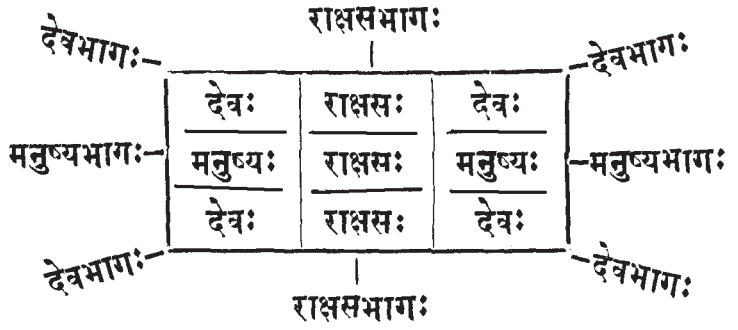 राक्षसभागः
देवभागः देवभागः
देवः राक्षसः देवः
मनुष्यभागः मनुष्यः राक्षसः मनुष्यः मनुष्यभागः
देवः राक्षसः देवः
देवभागः देवभागः
राक्षसभागः